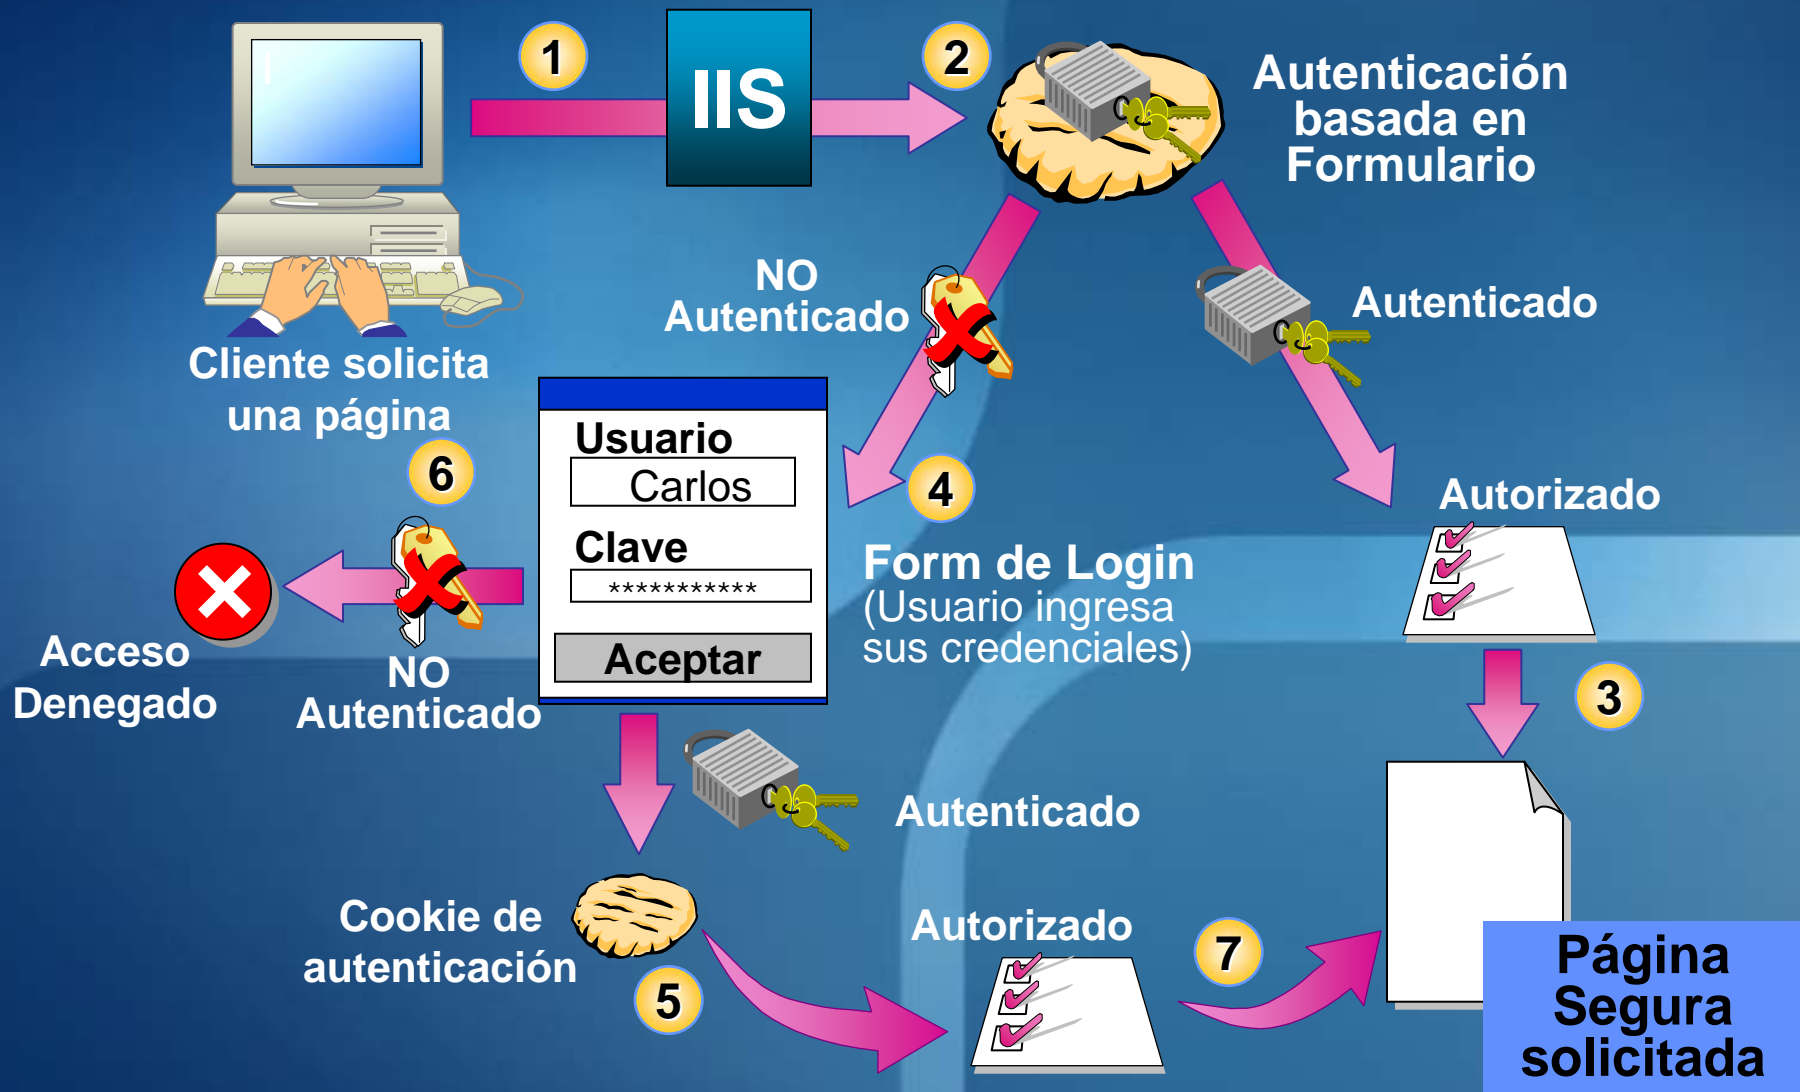 1
IIS
2
Autenticación
basada en
Formulario
NO
Autenticado
Autenticado
Cliente solicita
una página
6
Usuario
Carlos
Clave
***********
Aceptar
4
Form de Login
(Usuario ingresa
sus credenciales)
Autorizado
3
Acceso
Denegado
NO
Autenticado
Autenticado
Cookie de
autenticación
5
Autorizado
7
Página
Segura
solicitada